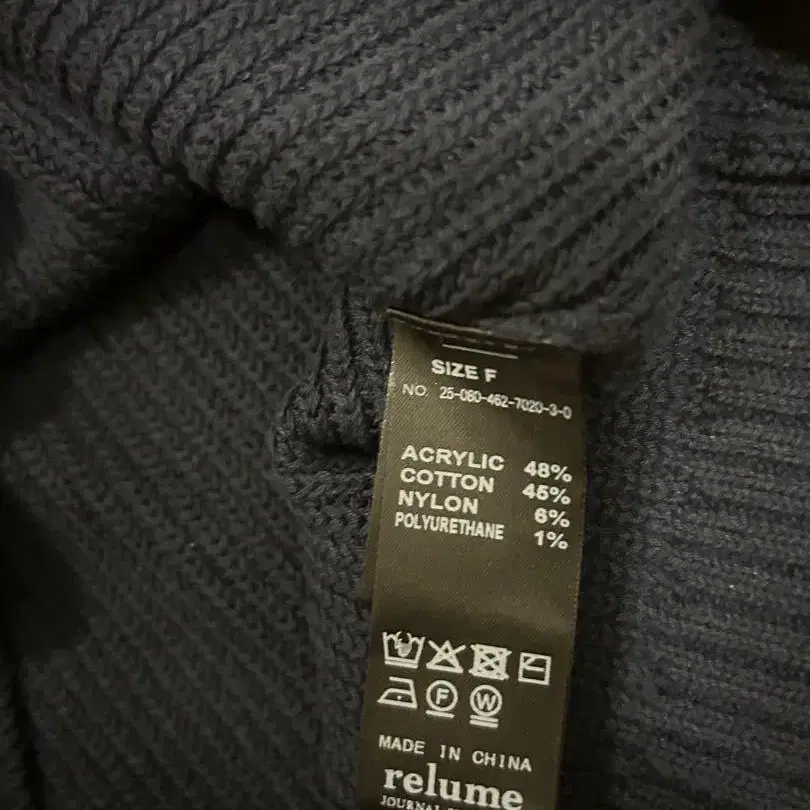 SIZE F
NO. 25-080-462-7020-3-0
ACRYLIC 48%
COTTON 45%
NYLON 6%
POLYURETHANE 1%
F W
MADE IN CHINA
relume
JOURNAL